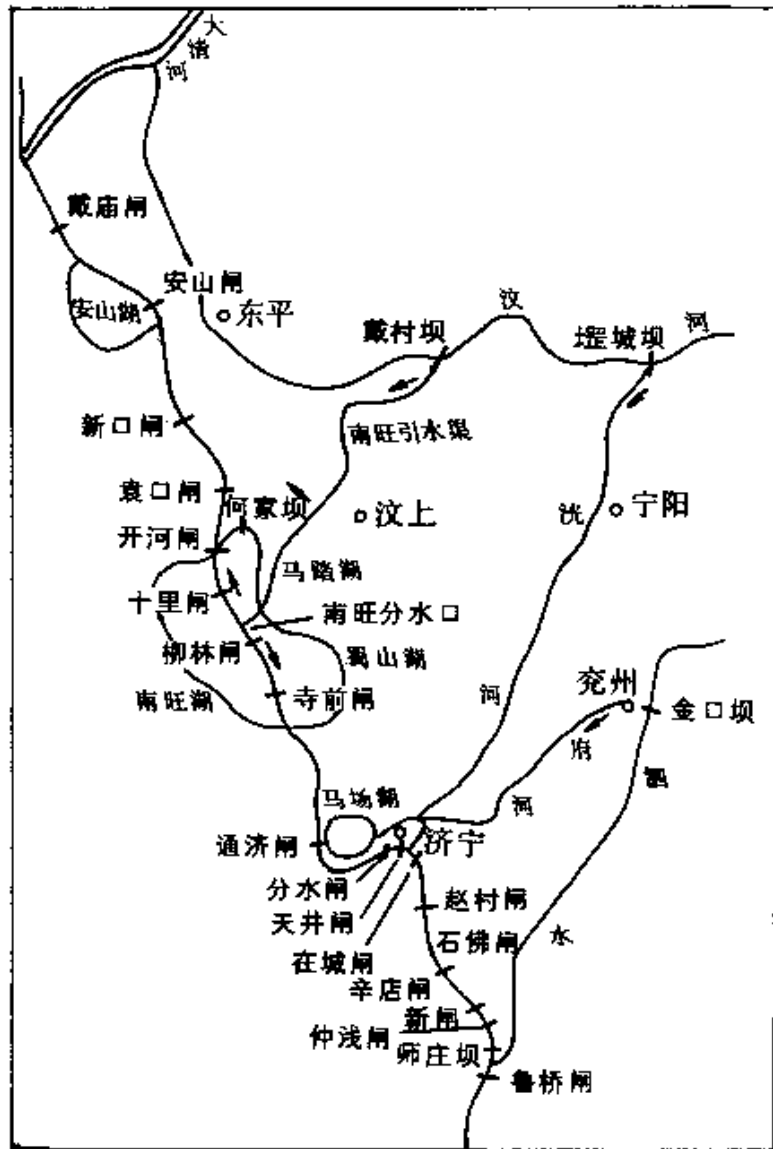 大清河
戴庙闸
安山闸
安山湖
东平
汶河
戴村坝
堽城坝
新口闸
南旺引水渠
袁口闸
何家坝
汶上
洸河
宁阳
开河闸
马踏湖
十里闸
南旺分水口
柳林闸
蜀山湖
南旺湖
寺前闸
兖州
金口坝
府河
泗水
马场湖
通济闸
济宁
分水闸
天井闸
在城闸
赵村闸
石佛闸
辛店闸
新闸
仲浅闸
师庄坝
鲁桥闸